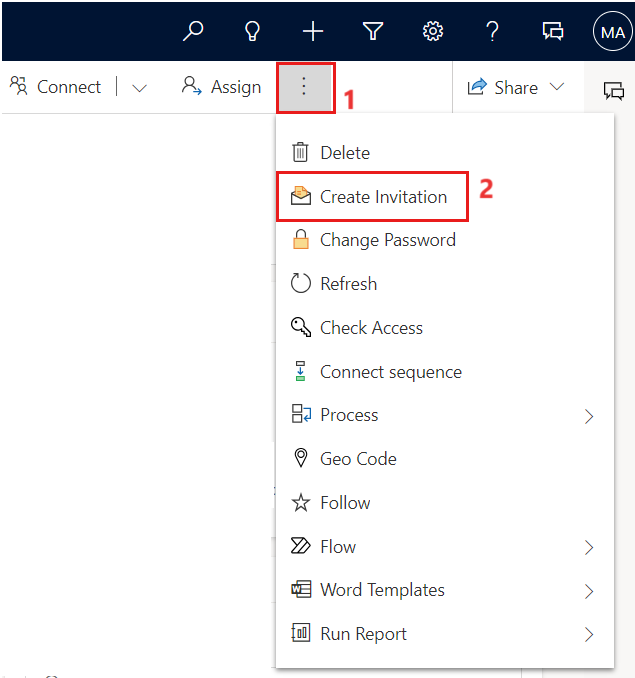 MA
Connect
Assign
1
Share
Delete
Create Invitation
2
Change Password
Refresh
Check Access
Connect sequence
Process
Geo Code
Follow
Flow
Word Templates
Run Report